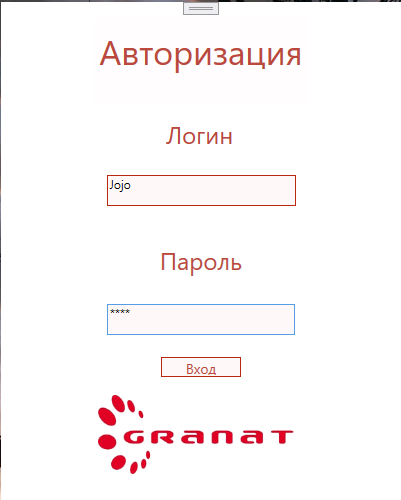 Авторизация
Логин
Jojo
Пароль
****
Вход
GRANAT